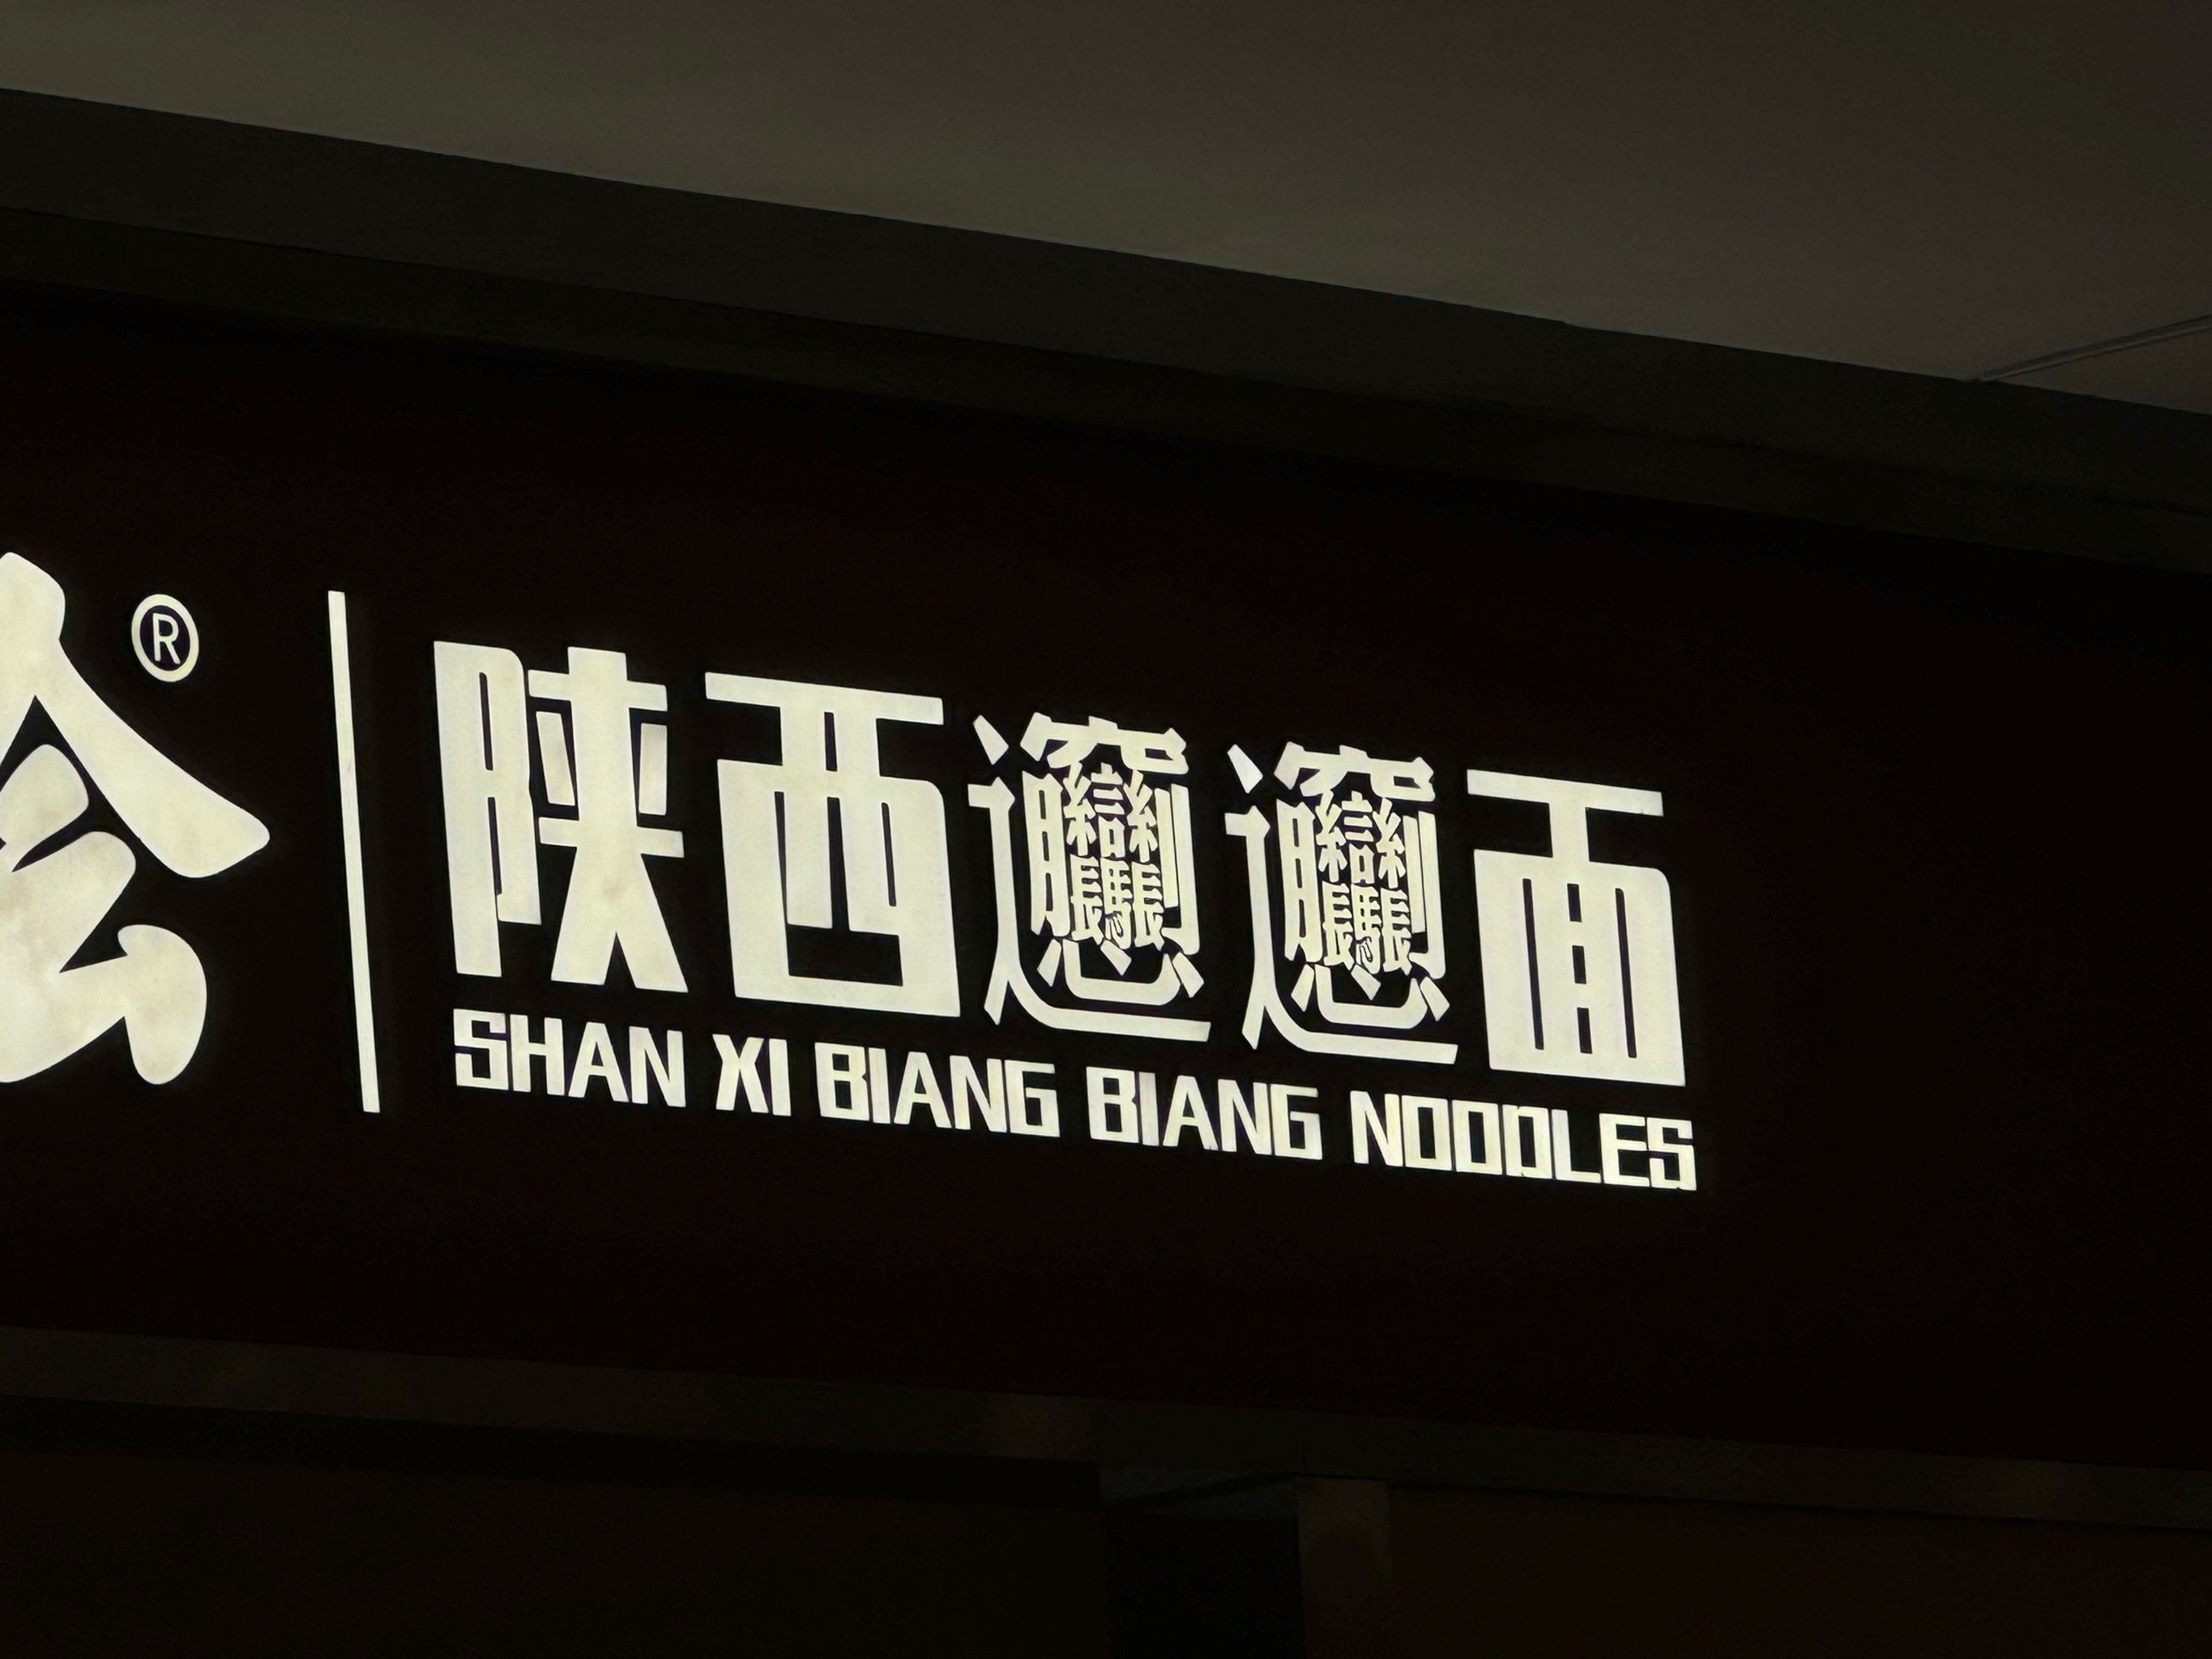 ®
陕西𰻞𰻞面
SHAN XI BIANG BIANG NOODLES